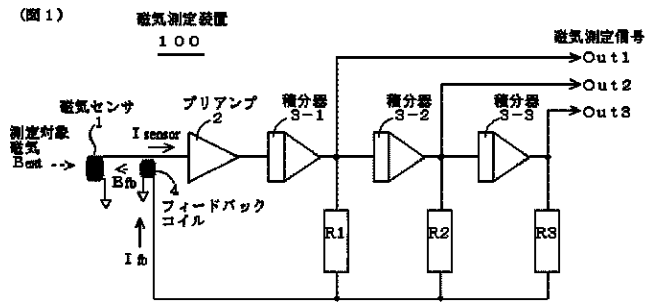 (図1)
磁気測定装置
100
磁気測定信号
Out1
Out2
Out3
磁気センサ
1
プリアンプ
2
積分器
3-1
積分器
3-2
積分器
3-3
測定対象
磁気
Bext
I sensor
Bfb
4
フィードバック
コイル
I fb
R1
R2
R3